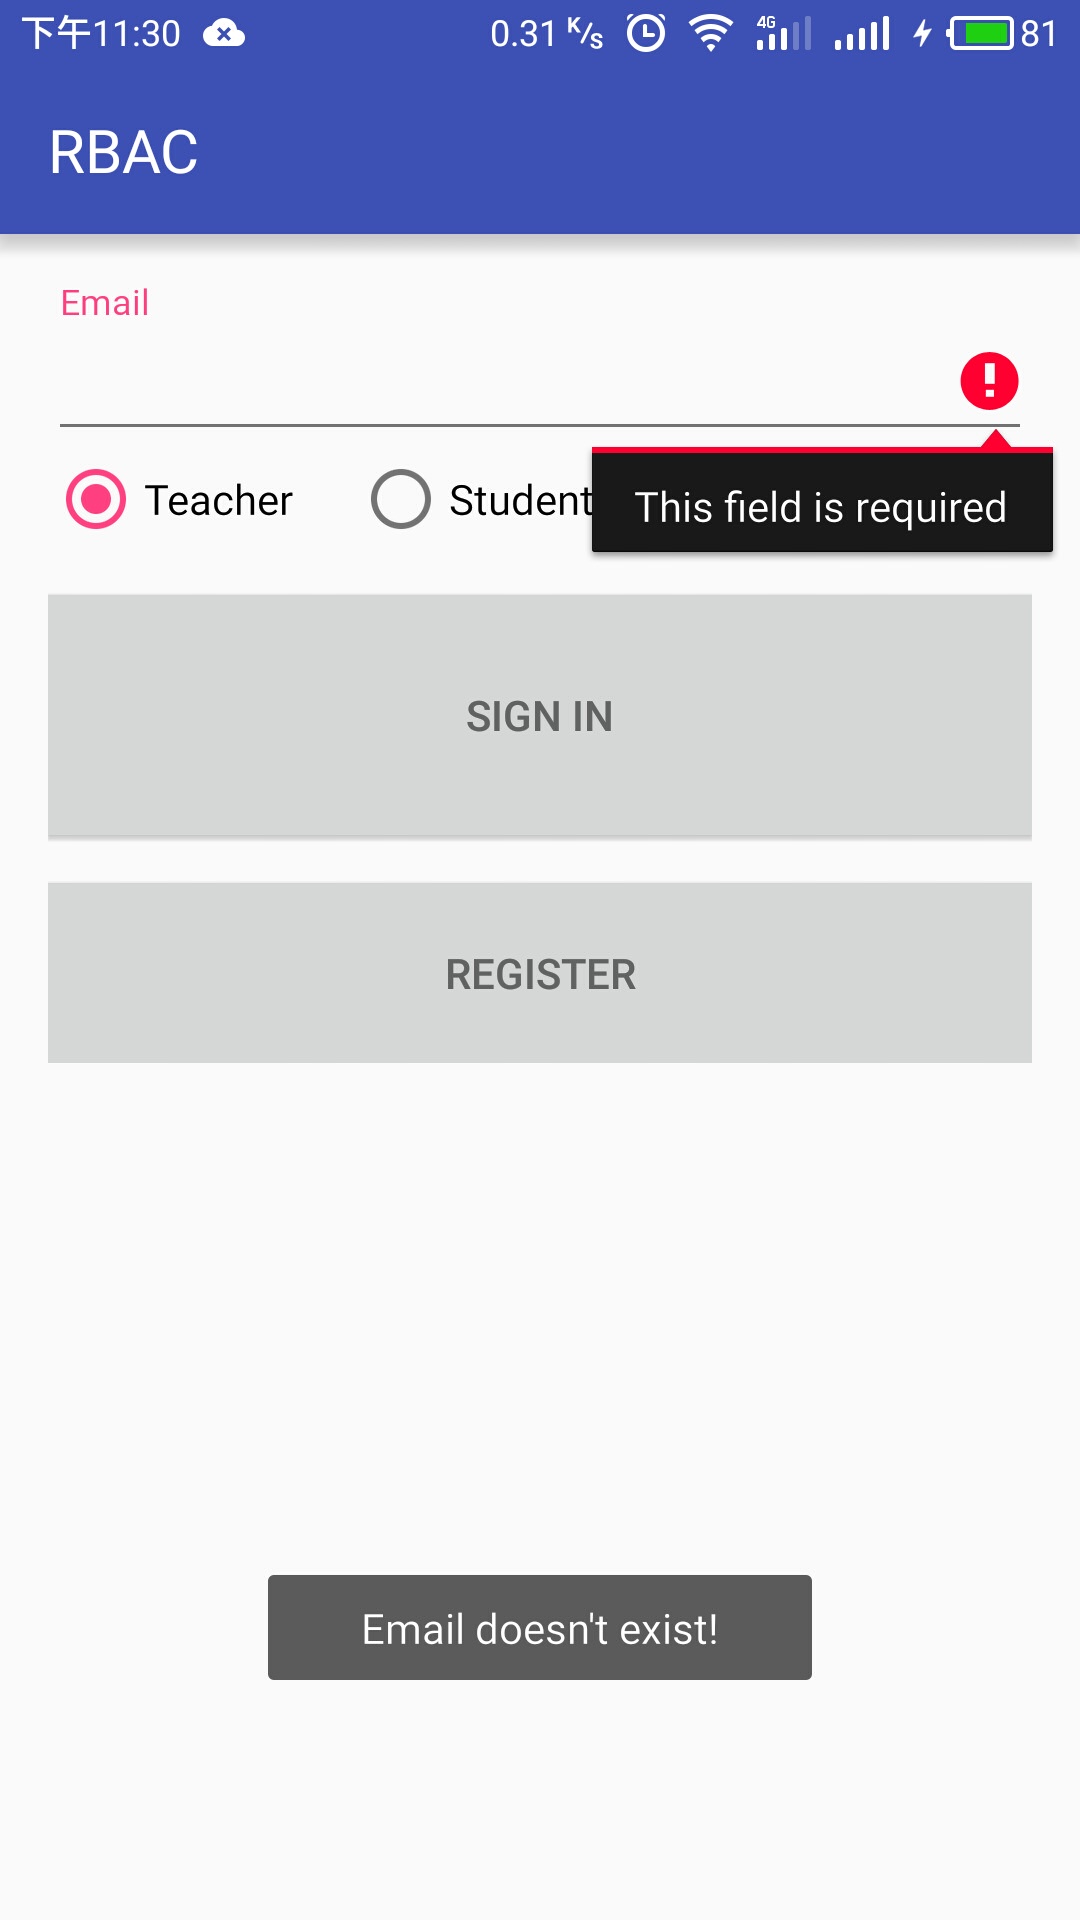 下午11:30 0.31 K/s 4G 81
RBAC
Email
Teacher Student This field is required
SIGN IN
REGISTER
Email doesn't exist!